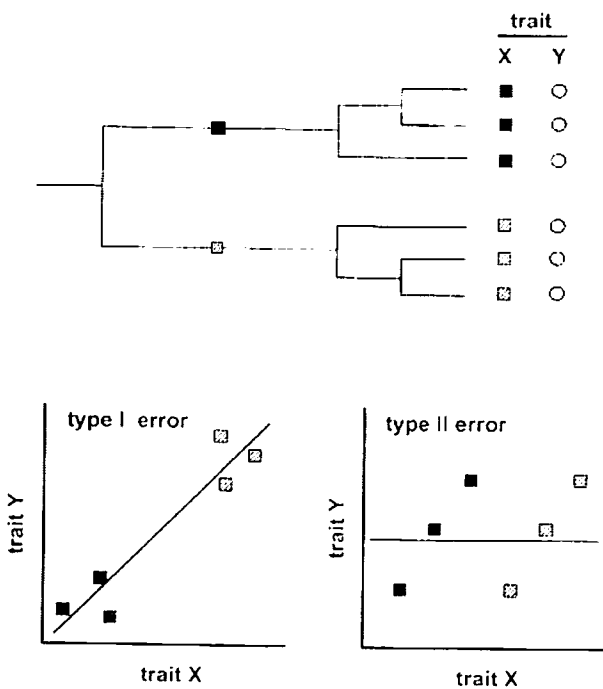 trait
X Y
type I error
trait Y
trait X
type II error
trait Y
trait X